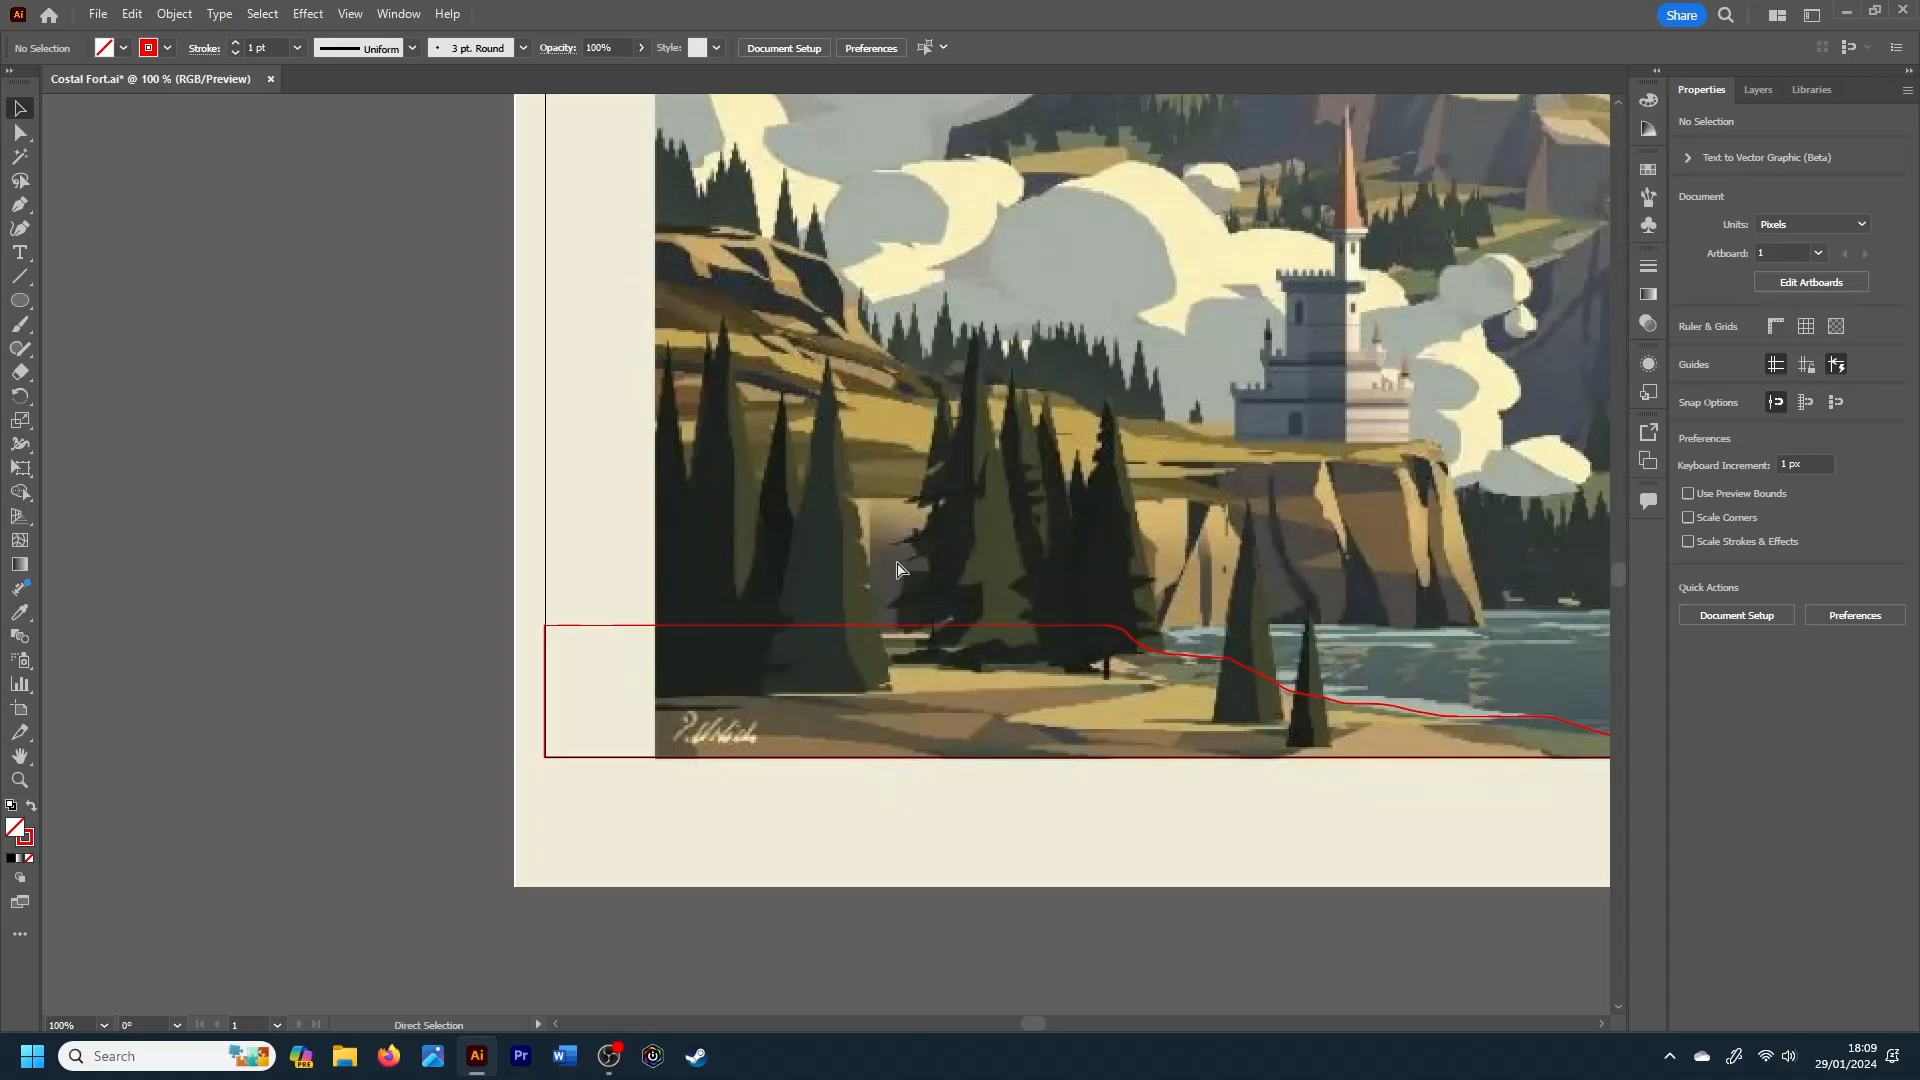 Ai File Edit Object Type Select Effect View Window Help Share
No Selection Stroke: 1 pt Uniform 3 pt. Round Opacity: 100% Style: Document Setup Preferences
Costal Fort.ai* @ 100 % (RGB/Preview)
Properties Layers Libraries
No Selection
Text to Vector Graphic (Beta)
Document
Units: Pixels
Artboard: 1
Edit Artboards
Ruler & Grids
Guides
Snap Options
Preferences
Keyboard Increment: 1 px
Use Preview Bounds
Scale Corners
Scale Strokes & Effects
Quick Actions
Document Setup Preferences
100% 0° 1 Direct Selection
Search PRE Ai Pr W 18:09
29/01/2024